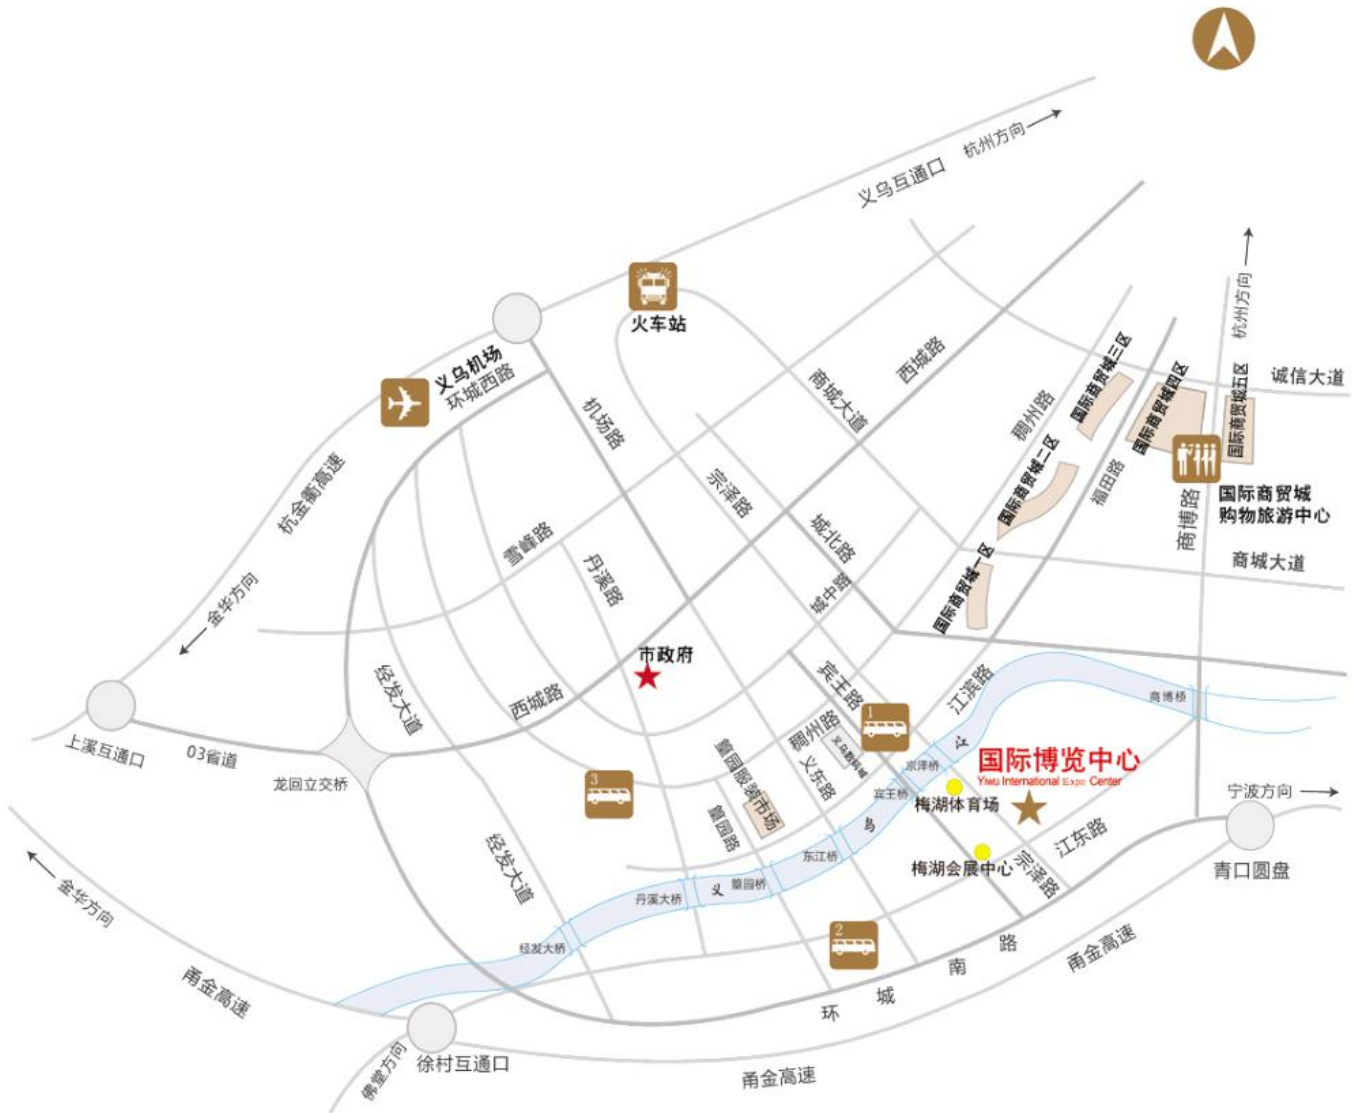 杭州方向
义乌互通口
杭州方向
火车站
义乌机场
环城西路
机场路
商城大道
西城路
稠州路
国际商贸城三区
国际商贸城四区
国际商贸城五区
诚信大道
国际商贸城二区
福田路
商博路
国际商贸城
购物旅游中心
商城大道
杭金衢高速
宗泽路
城北路
雪峰路
丹溪路
城中路
国际商贸城一区
金华方向
市政府
经发大道
西城路
宾王路
江滨路
商博桥
上溪互通口
03省道
龙回立交桥
稠州路
1
义乌数码城
义东路
篁园服装市场
江
宗泽桥
国际博览中心
Yiwu International Expo Center
3
宾王桥
梅湖体育场
宁波方向
篁园路
乌
江东路
经发大道
东江桥
梅湖会展中心
宗泽路
青口圆盘
金华方向
丹溪大桥
义
篁园桥
经发大桥
2
环城南路
甬金高速
甬金高速
佛堂方向
徐村互通口
甬金高速